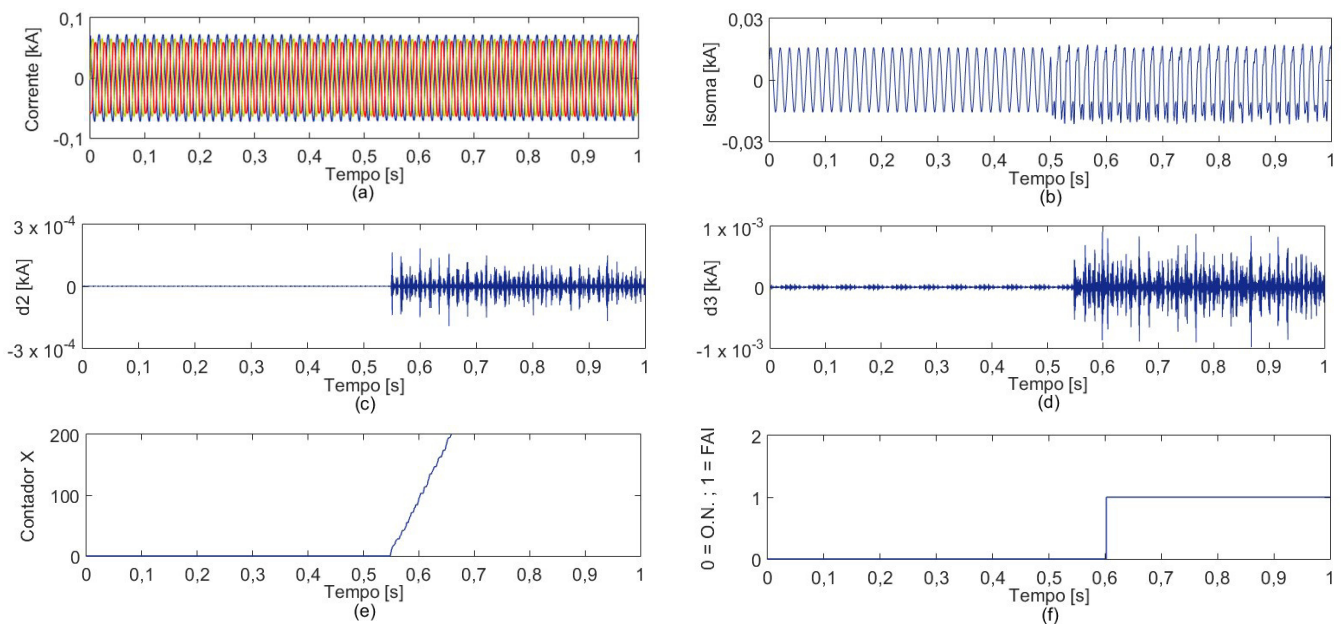 0,1
Corrente [kA]
0
-0,1
0 0,1 0,2 0,3 0,4 0,5 0,6 0,7 0,8 0,9 1
Tempo [s]
(a)
0,03
Isoma [kA]
0
-0,03
0 0,1 0,2 0,3 0,4 0,5 0,6 0,7 0,8 0,9 1
Tempo [s]
(b)
3 x 10⁻⁴
d2 [kA]
0
-3 x 10⁻⁴
0 0,1 0,2 0,3 0,4 0,5 0,6 0,7 0,8 0,9 1
Tempo [s]
(c)
1 x 10⁻³
d3 [kA]
0
-1 x 10⁻³
0 0,1 0,2 0,3 0,4 0,5 0,6 0,7 0,8 0,9 1
Tempo [s]
(d)
200
Contador X
100
0
0 0,1 0,2 0,3 0,4 0,5 0,6 0,7 0,8 0,9 1
Tempo [s]
(e)
2
0 = O.N. ; 1 = FAI
1
0
0 0,1 0,2 0,3 0,4 0,5 0,6 0,7 0,8 0,9 1
Tempo [s]
(f)